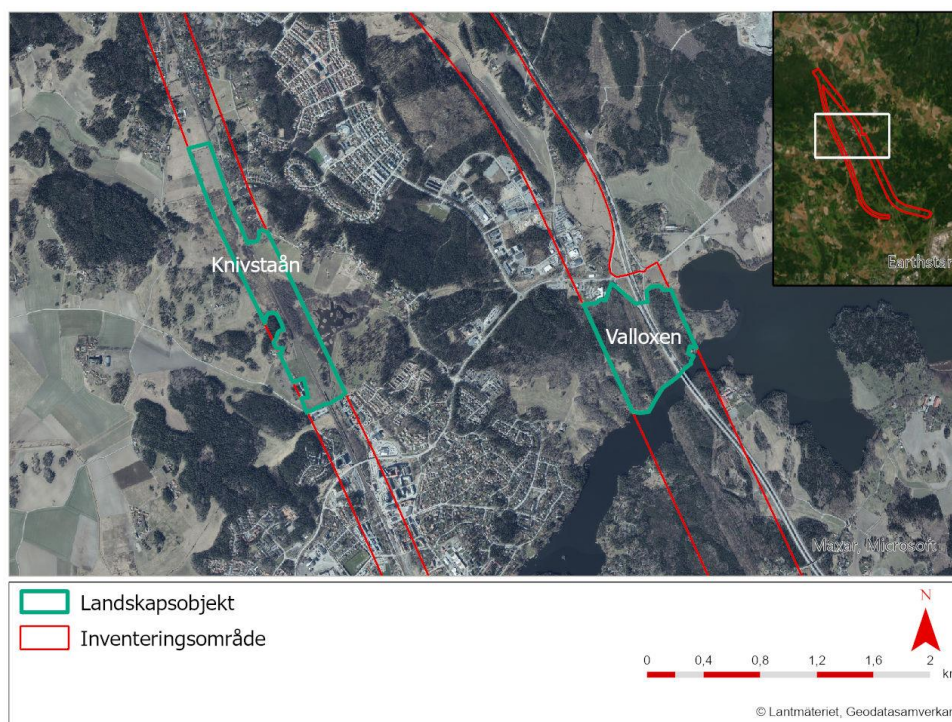 Earthstar
Knivstaån
Valloxen
Maxar, Microsoft
Landskapsobjekt
Inventeringsområde
N
0 0,4 0,8 1,2 1,6 2
km
© Lantmäteriet, Geodatasamverkan